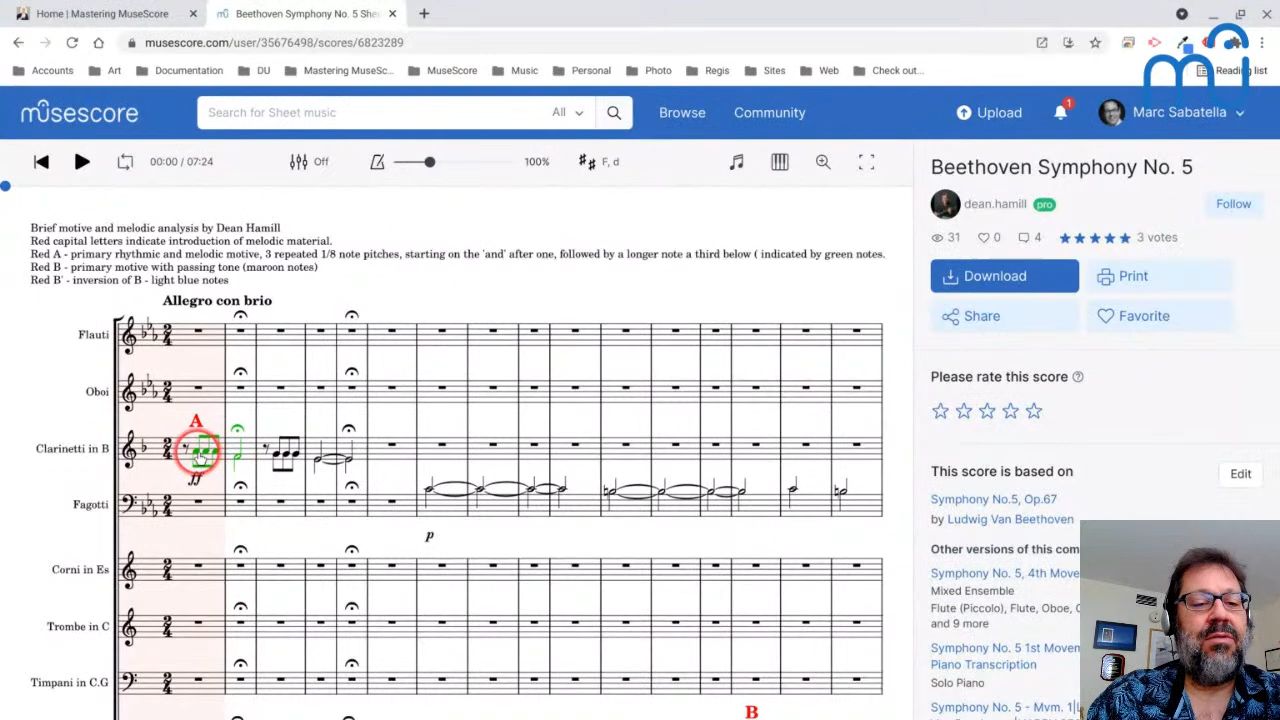 Home | Mastering MuseScore
Beethoven Symphony No. 5 She
musescore.com/user/35676498/scores/6823289
Accounts Art Documentation DU Mastering MuseSc... MuseScore Music Personal Photo Regis Sites Web Check out... Reading list
musescore Search for Sheet music All Browse Community Upload 1 Marc Sabatella
00:00 / 07:24 Off 100% F, d
Beethoven Symphony No. 5
dean.hamill pro Follow
31 0 4 3 votes
Download Print
Share Favorite
Please rate this score
This score is based on Edit
Symphony No.5, Op.67
by Ludwig Van Beethoven
Other versions of this com
Symphony No. 5, 4th Move
Mixed Ensemble
Flute (Piccolo), Flute, Oboe, C
and 9 more
Symphony No. 5 1st Movem
Piano Transcription
Solo Piano
Symphony No. 5 - Mvm. 1|L
Brief motive and melodic analysis by Dean Hamill
Red capital letters indicate introduction of melodic material.
Red A - primary rhythmic and melodic motive, 3 repeated 1/8 note pitches, starting on the 'and' after one, followed by a longer note a third below ( indicated by green notes.
Red B - primary motive with passing tone (maroon notes)
Red B' - inversion of B - light blue notes
Allegro con brio
Flauti
Oboi
A
Clarinetti in B
ff
Fagotti
p
Corni in Es
Trombe in C
Timpani in C.G
B